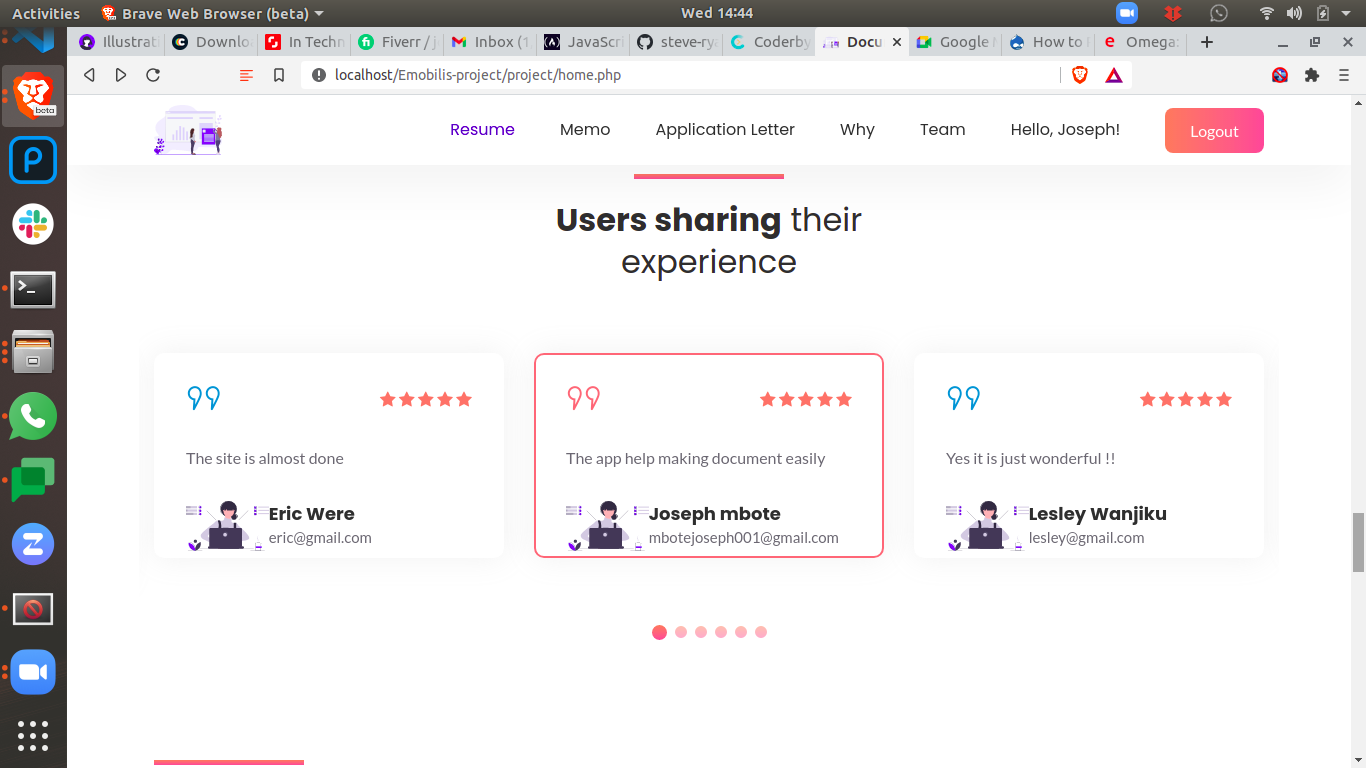 Activities Brave Web Browser (beta) Wed 14:44
Illustrat Downlo In Techn Fiverr / j Inbox (1 JavaScri steve-rya Coderby Docu Google M How to Omega
localhost/Emobilis-project/project/home.php
beta
Resume Memo Application Letter Why Team Hello, Joseph! Logout
Users sharing their
experience
The site is almost done
Eric Were
eric@gmail.com
The app help making document easily
Joseph mbote
mbotejoseph001@gmail.com
Yes it is just wonderful !!
Lesley Wanjiku
lesley@gmail.com